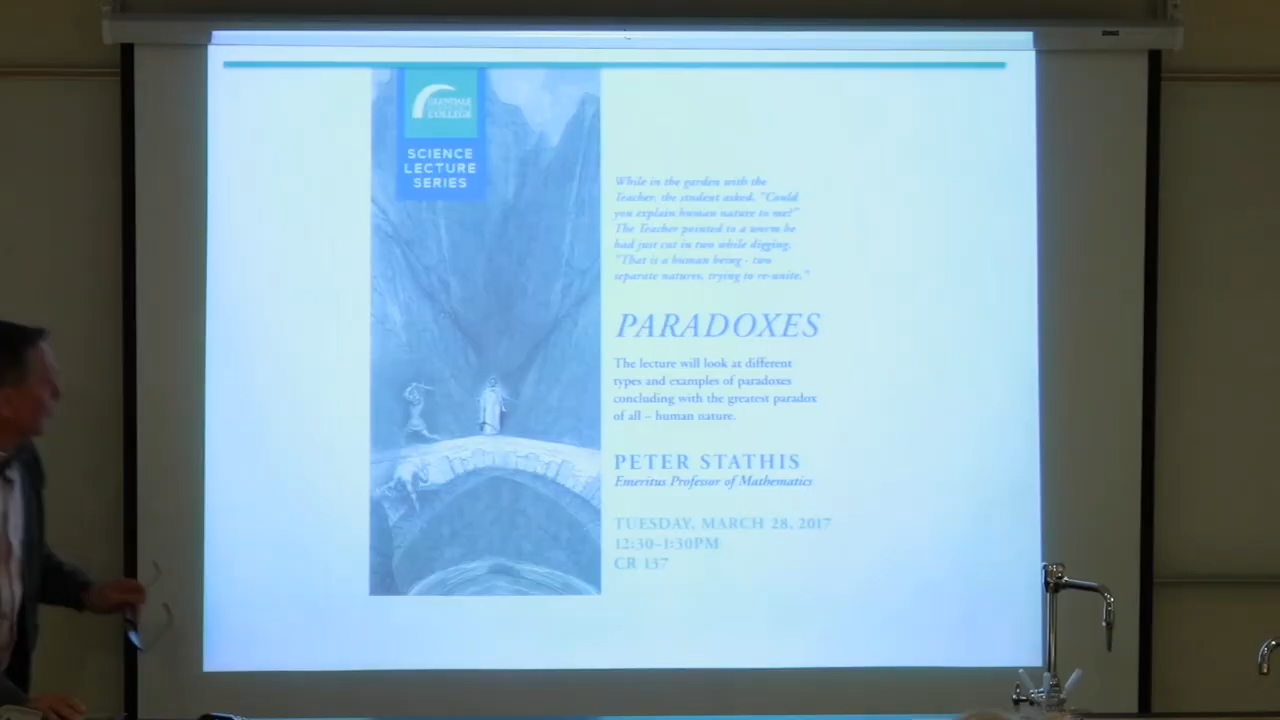 GLENDALE
COLLEGE
SCIENCE
LECTURE
SERIES
While in the garden with the
Teacher, the student asked, "Could
you explain human nature to me?"
The Teacher pointed to a worm he
had just cut in two while digging.
"That is a human being - two
separate natures, trying to re-unite."
PARADOXES
The lecture will look at different
types and examples of paradoxes
concluding with the greatest paradox
of all – human nature.
PETER STATHIS
Emeritus Professor of Mathematics
TUESDAY, MARCH 28, 2017
12:30–1:30PM
CR 137